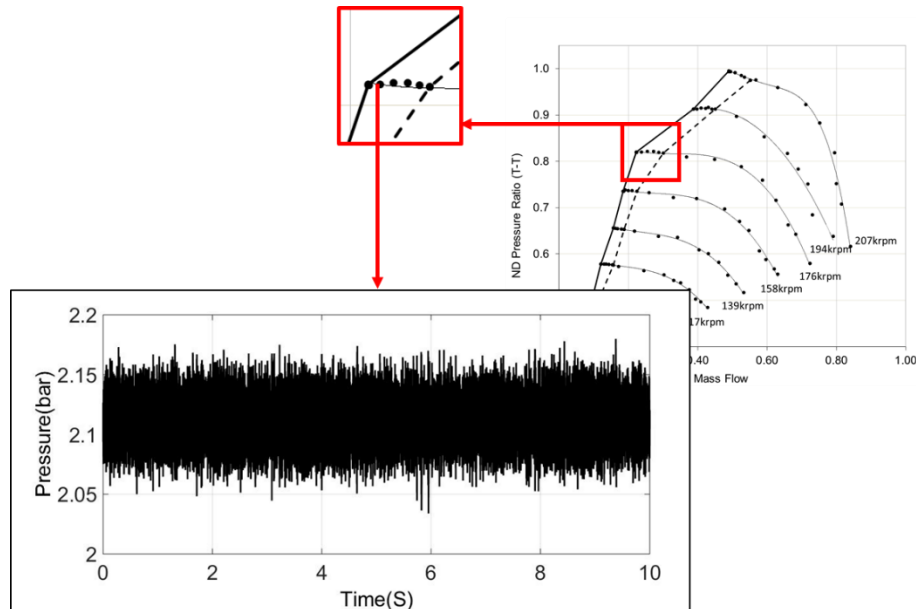 1.0
0.9
0.8
0.7
0.6
ND Pressure Ratio (T-T)
207krpm
194krpm
176krpm
158krpm
139krpm
17krpm
0.40
0.60
0.80
1.00
Mass Flow
2.2
2.15
2.1
2.05
2
Pressure(bar)
0
2
4
6
8
10
Time(S)